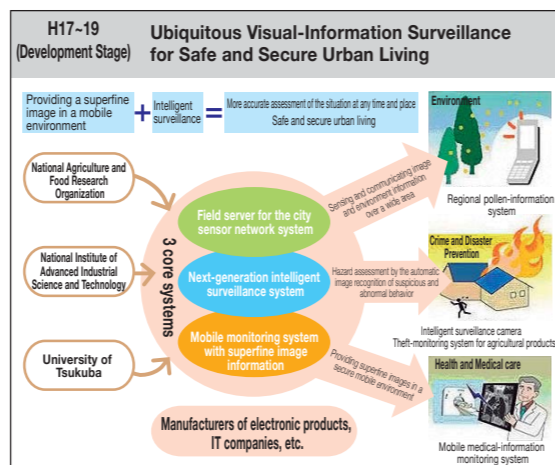 H17~19
(Development Stage)
Ubiquitous Visual-Information Surveillance
for Safe and Secure Urban Living
Providing a superfine
image in a mobile
environment
+
Intelligent
surveillance
=
More accurate assessment of the situation at any time and place
Safe and secure urban living
National Agriculture and
Food Research
Organization
National Institute of
Advanced Industrial
Science and Technology
University of
Tsukuba
3 core systems
Field server for the city
sensor network system
Next-generation intelligent
surveillance system
Mobile monitoring system
with superfine image
information
Manufacturers of electronic products,
IT companies, etc.
Sensing and communicating image
and environment information
over a wide area
Hazard assessment by the automatic
image recognition of suspicious and
abnormal behavior
Providing superfine images in a
secure mobile environment
Environment
Regional pollen-information
system
Crime and Disaster
Prevention
Intelligent surveillance camera
Theft-monitoring system for agricultural products
Health and Medical care
Mobile medical-information
monitoring system